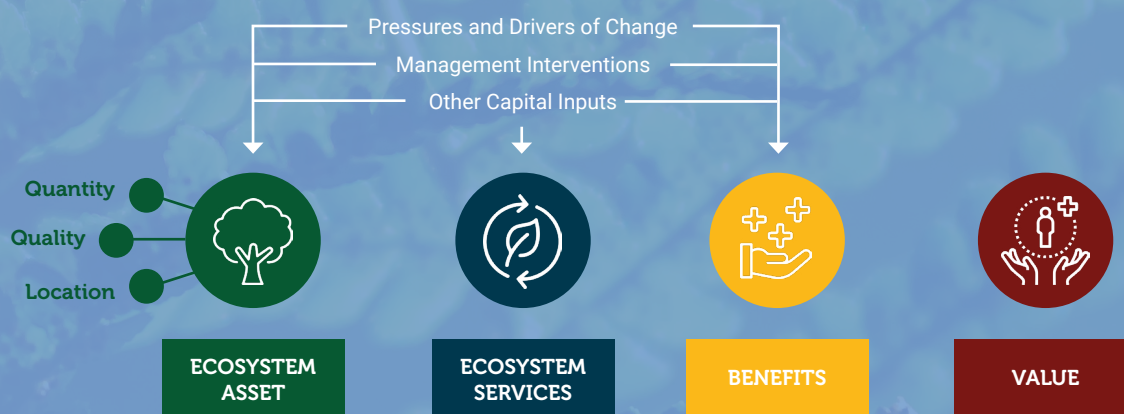 Pressures and Drivers of Change
Management Interventions
Other Capital Inputs
Quantity
Quality
Location
ECOSYSTEM
ASSET
ECOSYSTEM
SERVICES
BENEFITS
VALUE